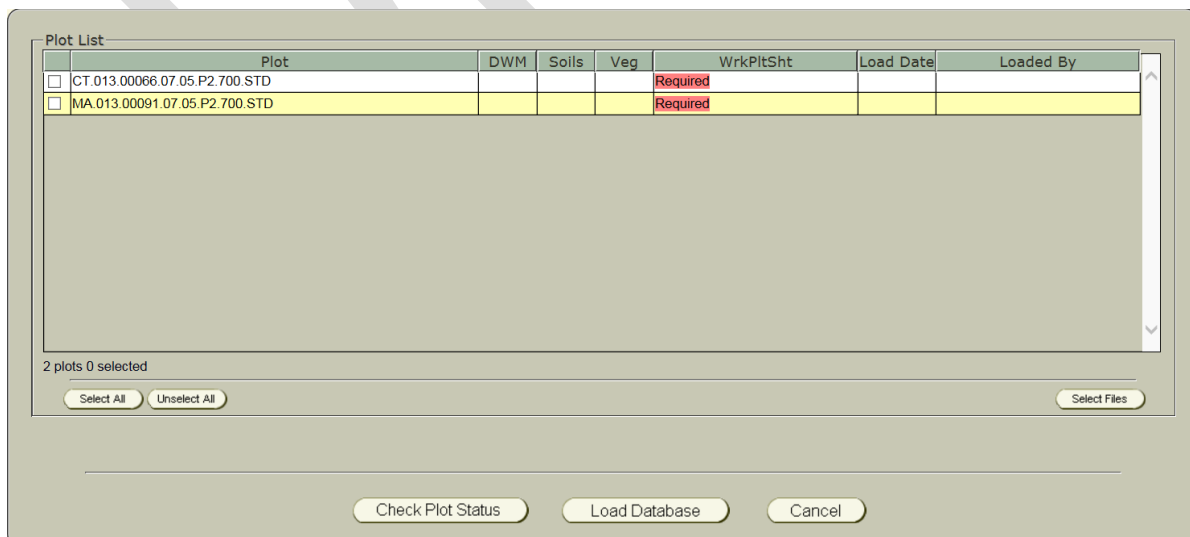 Plot List
Plot DWM Soils Veg WrkPltSht Load Date Loaded By
CT.013.00066.07.05.P2.700.STD Required
MA.013.00091.07.05.P2.700.STD Required
2 plots 0 selected
Select All Unselect All Select Files
Check Plot Status Load Database Cancel